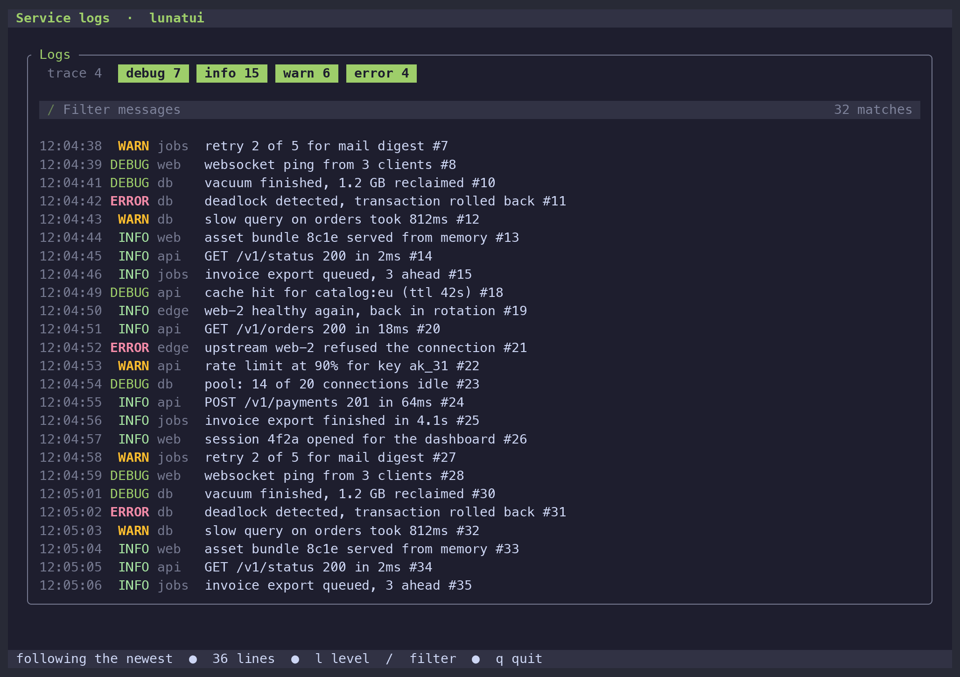 Service logs · lunatui
Logs
trace 4 debug 7 info 15 warn 6 error 4
/ Filter messages 32 matches
12:04:38 WARN jobs retry 2 of 5 for mail digest #7
12:04:39 DEBUG web websocket ping from 3 clients #8
12:04:41 DEBUG db vacuum finished, 1.2 GB reclaimed #10
12:04:42 ERROR db deadlock detected, transaction rolled back #11
12:04:43 WARN db slow query on orders took 812ms #12
12:04:44 INFO web asset bundle 8c1e served from memory #13
12:04:45 INFO api GET /v1/status 200 in 2ms #14
12:04:46 INFO jobs invoice export queued, 3 ahead #15
12:04:49 DEBUG api cache hit for catalog:eu (ttl 42s) #18
12:04:50 INFO edge web-2 healthy again, back in rotation #19
12:04:51 INFO api GET /v1/orders 200 in 18ms #20
12:04:52 ERROR edge upstream web-2 refused the connection #21
12:04:53 WARN api rate limit at 90% for key ak_31 #22
12:04:54 DEBUG db pool: 14 of 20 connections idle #23
12:04:55 INFO api POST /v1/payments 201 in 64ms #24
12:04:56 INFO jobs invoice export finished in 4.1s #25
12:04:57 INFO web session 4f2a opened for the dashboard #26
12:04:58 WARN jobs retry 2 of 5 for mail digest #27
12:04:59 DEBUG web websocket ping from 3 clients #28
12:05:01 DEBUG db vacuum finished, 1.2 GB reclaimed #30
12:05:02 ERROR db deadlock detected, transaction rolled back #31
12:05:03 WARN db slow query on orders took 812ms #32
12:05:04 INFO web asset bundle 8c1e served from memory #33
12:05:05 INFO api GET /v1/status 200 in 2ms #34
12:05:06 INFO jobs invoice export queued, 3 ahead #35
following the newest ● 36 lines ● l level / filter ● q quit